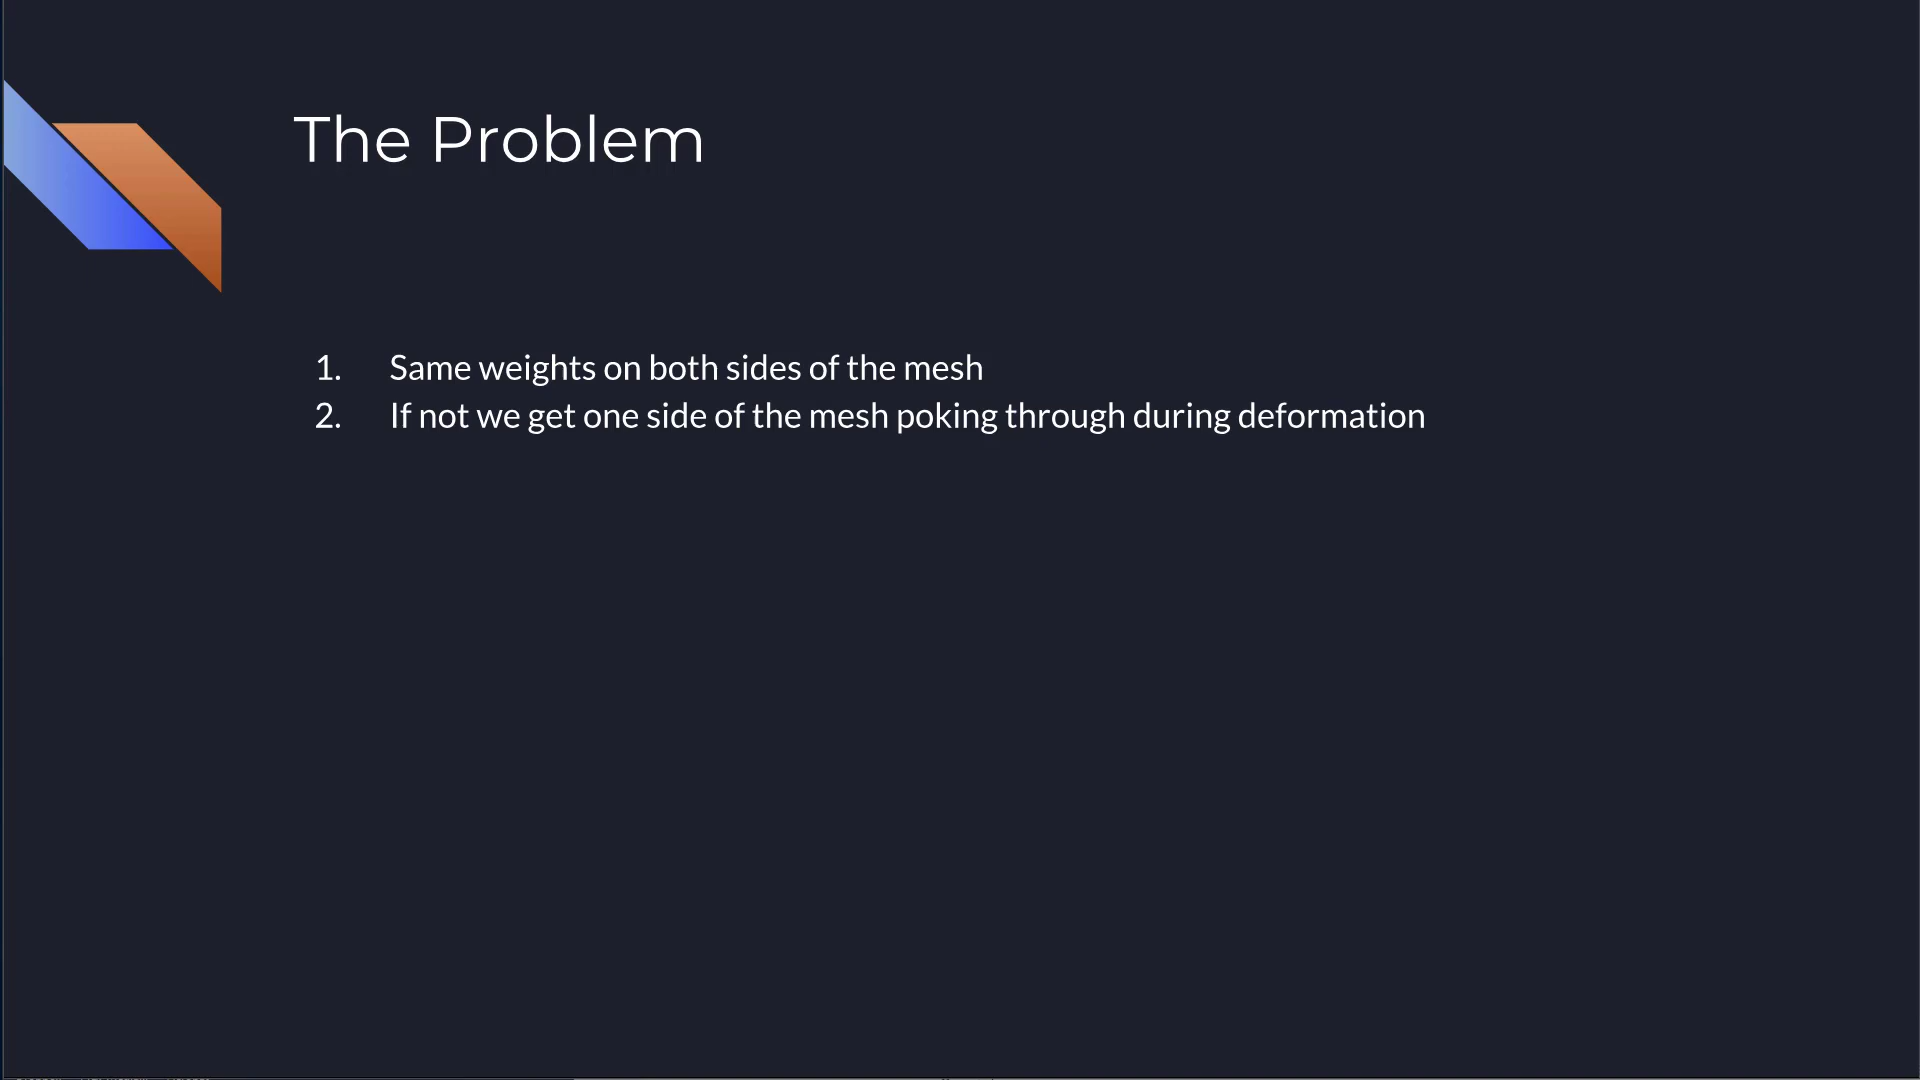 The Problem
1. Same weights on both sides of the mesh
2. If not we get one side of the mesh poking through during deformation